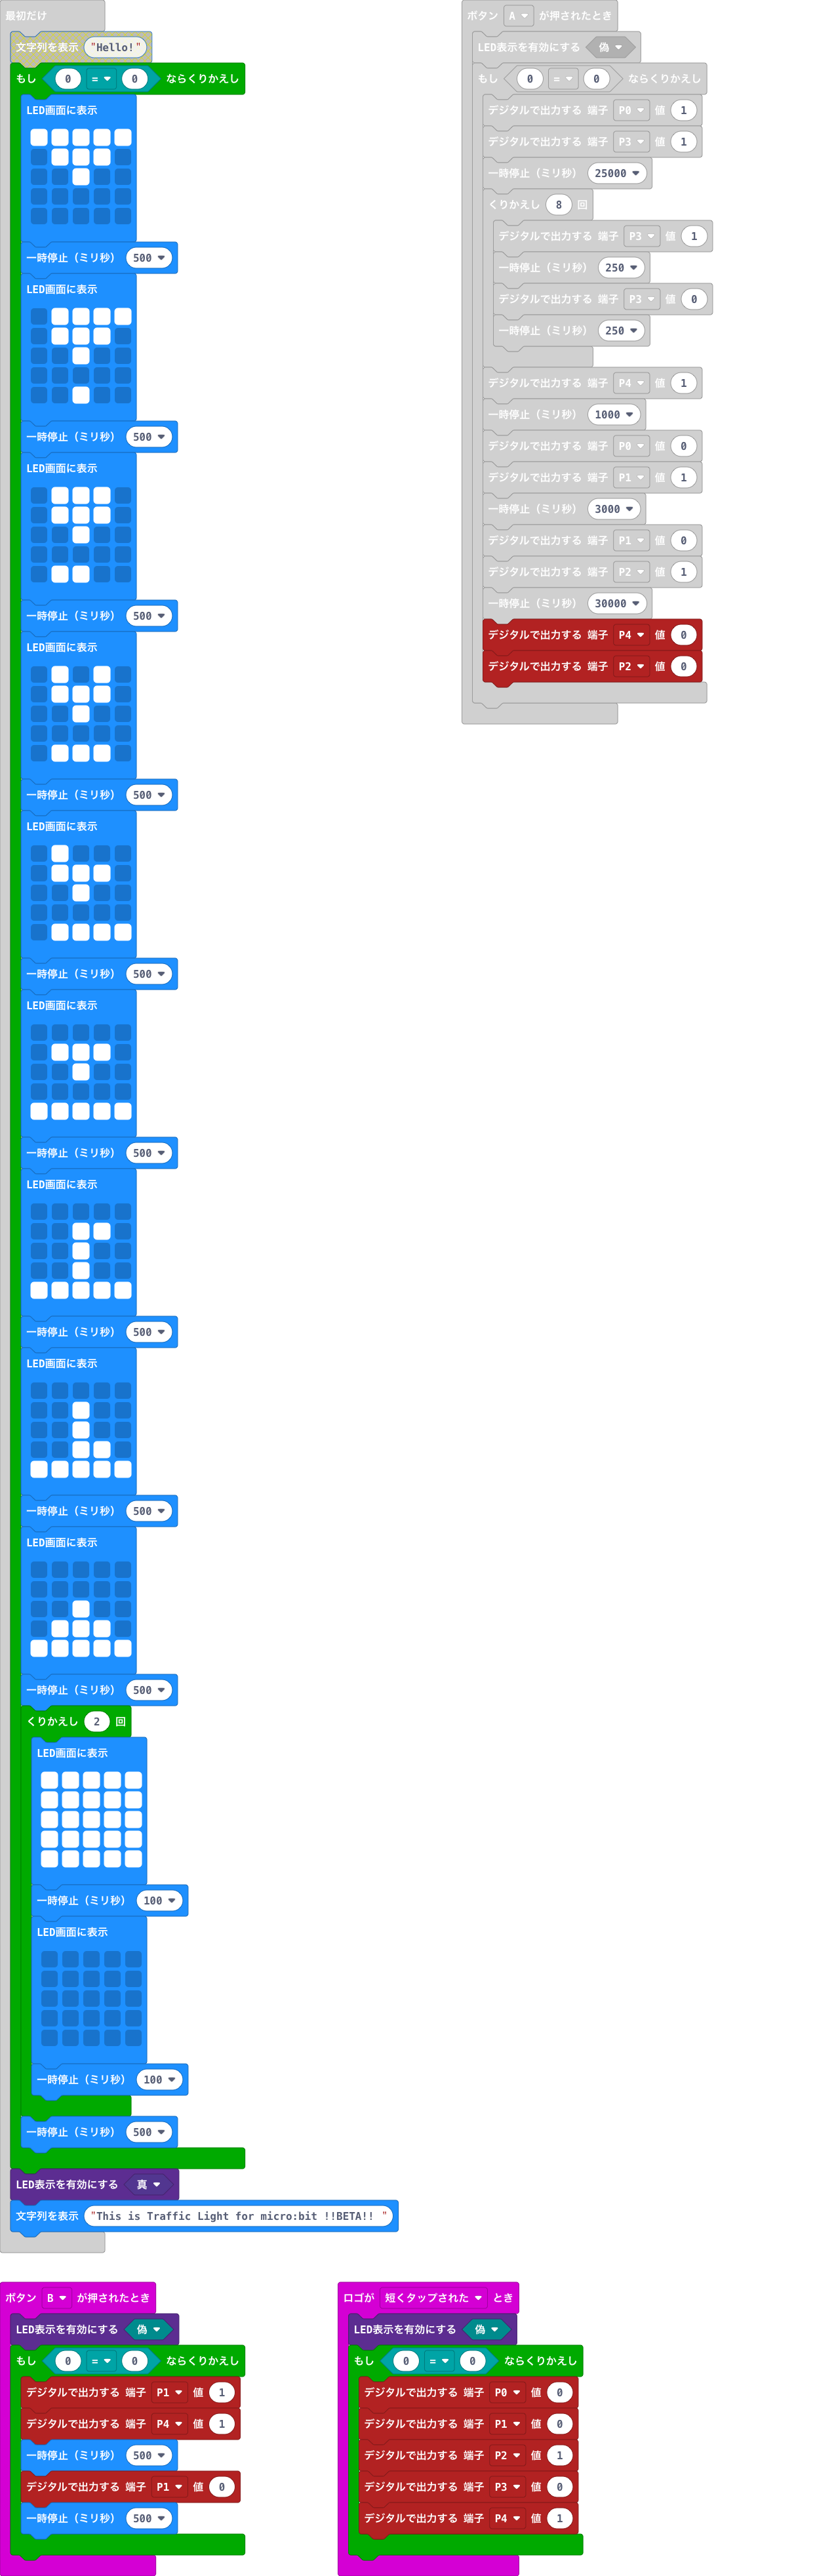 最初だけ
文字列を表示 "Hello!"
もし 0 = 0 ならくりかえし
LED画面に表示
一時停止（ミリ秒） 500
LED画面に表示
一時停止（ミリ秒） 500
LED画面に表示
一時停止（ミリ秒） 500
LED画面に表示
一時停止（ミリ秒） 500
LED画面に表示
一時停止（ミリ秒） 500
LED画面に表示
一時停止（ミリ秒） 500
LED画面に表示
一時停止（ミリ秒） 500
LED画面に表示
一時停止（ミリ秒） 500
LED画面に表示
一時停止（ミリ秒） 500
くりかえし 2 回
LED画面に表示
一時停止（ミリ秒） 100
LED画面に表示
一時停止（ミリ秒） 100
一時停止（ミリ秒） 500
LED表示を有効にする 真
文字列を表示 "This is Traffic Light for micro:bit !!BETA!! "
ボタン A が押されたとき
LED表示を有効にする 偽
もし 0 = 0 ならくりかえし
デジタルで出力する 端子 P0 値 1
デジタルで出力する 端子 P3 値 1
一時停止（ミリ秒） 25000
くりかえし 8 回
デジタルで出力する 端子 P3 値 1
一時停止（ミリ秒） 250
デジタルで出力する 端子 P3 値 0
一時停止（ミリ秒） 250
デジタルで出力する 端子 P4 値 1
一時停止（ミリ秒） 1000
デジタルで出力する 端子 P0 値 0
デジタルで出力する 端子 P1 値 1
一時停止（ミリ秒） 3000
デジタルで出力する 端子 P1 値 0
デジタルで出力する 端子 P2 値 1
一時停止（ミリ秒） 30000
デジタルで出力する 端子 P4 値 0
デジタルで出力する 端子 P2 値 0
ボタン B が押されたとき
LED表示を有効にする 偽
もし 0 = 0 ならくりかえし
デジタルで出力する 端子 P1 値 1
デジタルで出力する 端子 P4 値 1
一時停止（ミリ秒） 500
デジタルで出力する 端子 P1 値 0
一時停止（ミリ秒） 500
ロゴが 短くタップされた とき
LED表示を有効にする 偽
もし 0 = 0 ならくりかえし
デジタルで出力する 端子 P0 値 0
デジタルで出力する 端子 P1 値 0
デジタルで出力する 端子 P2 値 1
デジタルで出力する 端子 P3 値 0
デジタルで出力する 端子 P4 値 1